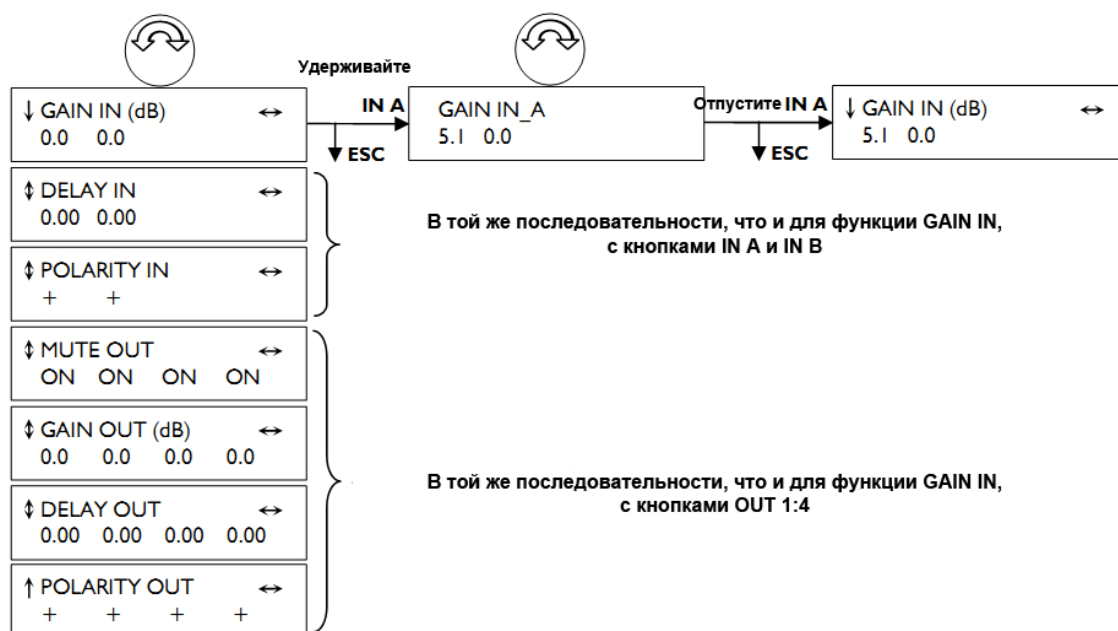 Удерживайте
↓ GAIN IN (dB) ↔
0.0 0.0
IN A
ESC
GAIN IN_A
5.1 0.0
Отпустите IN A
ESC
↓ GAIN IN (dB) ↔
5.1 0.0
↕ DELAY IN ↔
0.00 0.00
↕ POLARITY IN ↔
+ +
В той же последовательности, что и для функции GAIN IN,
с кнопками IN A и IN B
↕ MUTE OUT ↔
ON ON ON ON
↕ GAIN OUT (dB) ↔
0.0 0.0 0.0 0.0
↕ DELAY OUT ↔
0.00 0.00 0.00 0.00
↑ POLARITY OUT ↔
+ + + +
В той же последовательности, что и для функции GAIN IN,
с кнопками OUT 1:4